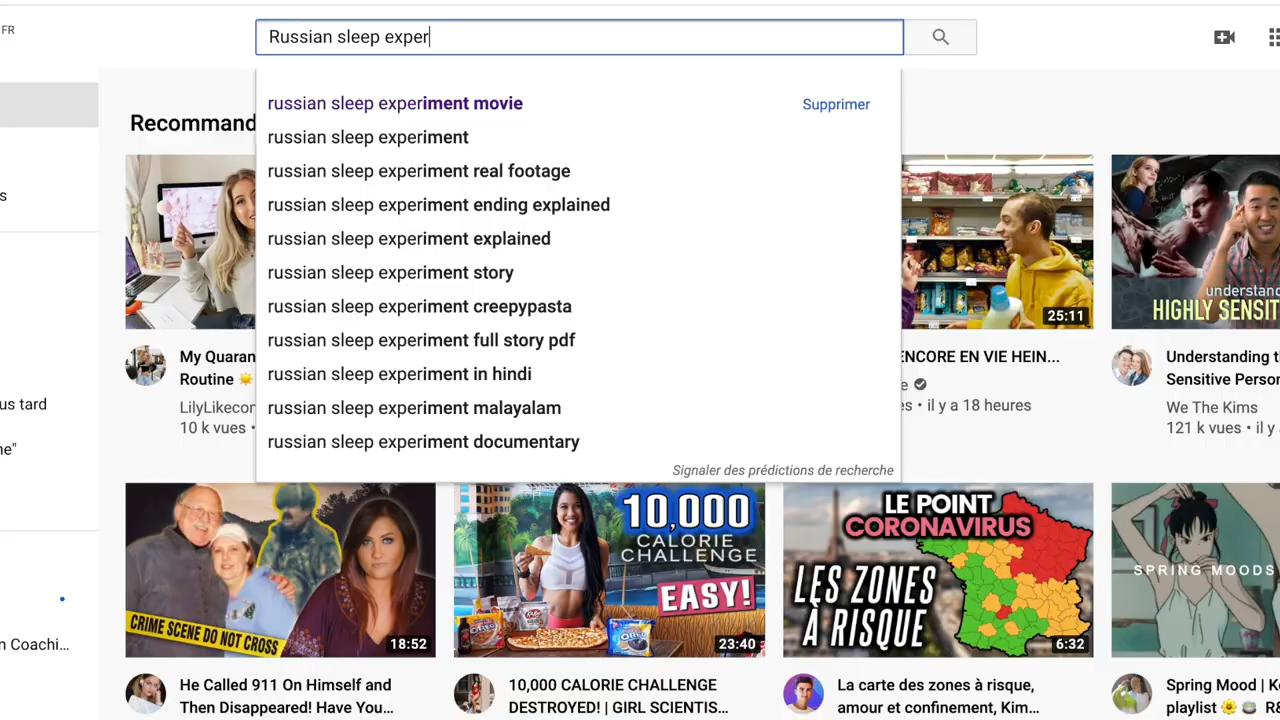 FR
Russian sleep exper
russian sleep experiment movie
Supprimer
russian sleep experiment
russian sleep experiment real footage
russian sleep experiment ending explained
russian sleep experiment explained
russian sleep experiment story
russian sleep experiment creepypasta
russian sleep experiment full story pdf
russian sleep experiment in hindi
russian sleep experiment malayalam
russian sleep experiment documentary
Signaler des prédictions de recherche
Recommand
s
us tard
ne"
n Coachi...
My Quaran
Routine ☀️
LilyLikecon
10 k vues •
25:11
ENCORE EN VIE HEIN...
e
es • il y a 18 heures
understand
HIGHLY SENSIT
Understanding t
Sensitive Person
We The Kims
121 k vues • il y
CRIME SCENE DO NOT CROSS
18:52
He Called 911 On Himself and
Then Disappeared! Have You...
10,000
CALORIE
CHALLENGE
EASY!
OREO
23:40
10,000 CALORIE CHALLENGE
DESTROYED! | GIRL SCIENTIS...
LE POINT
CORONAVIRUS
LES ZONES
À RISQUE
6:32
La carte des zones à risque,
amour et confinement, Kim...
SPRING MOODS
Spring Mood | K
playlist 🌼 🍵 R